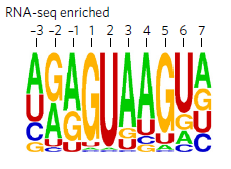 RNA-seq enriched
-3 -2 -1 1 2 3 4 5 6 7
A G A G U A A G U A
U A G G C G A G
C U U U A U
G C C C